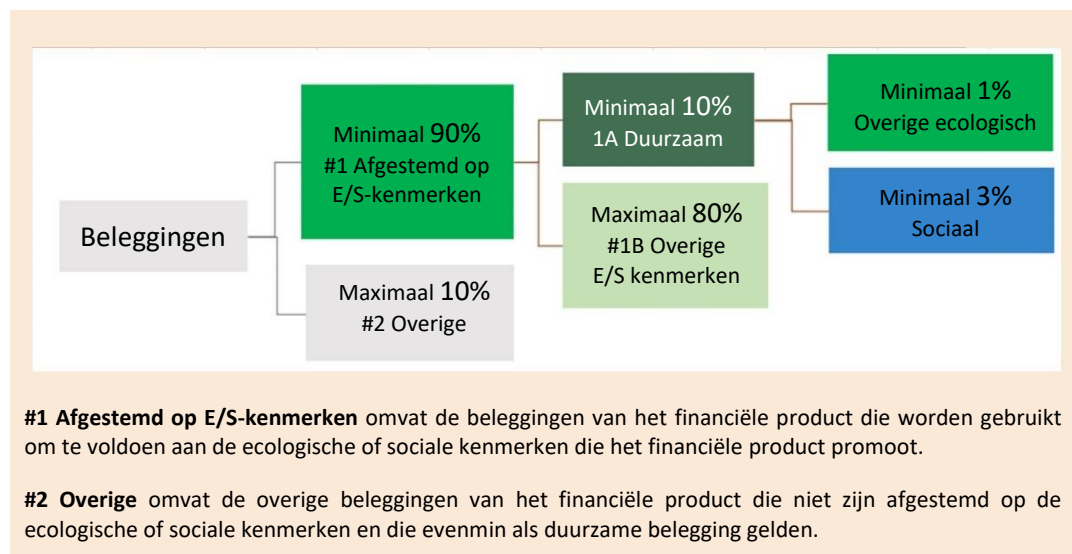 Beleggingen
Minimaal 90%
#1 Afgestemd op
E/S-kenmerken
Maximaal 10%
#2 Overige
Minimaal 10%
1A Duurzaam
Maximaal 80%
#1B Overige
E/S kenmerken
Minimaal 1%
Overige ecologisch
Minimaal 3%
Sociaal
#1 Afgestemd op E/S-kenmerken omvat de beleggingen van het financiële product die worden gebruikt
om te voldoen aan de ecologische of sociale kenmerken die het financiële product promoot.
#2 Overige omvat de overige beleggingen van het financiële product die niet zijn afgestemd op de
ecologische of sociale kenmerken en die evenmin als duurzame belegging gelden.